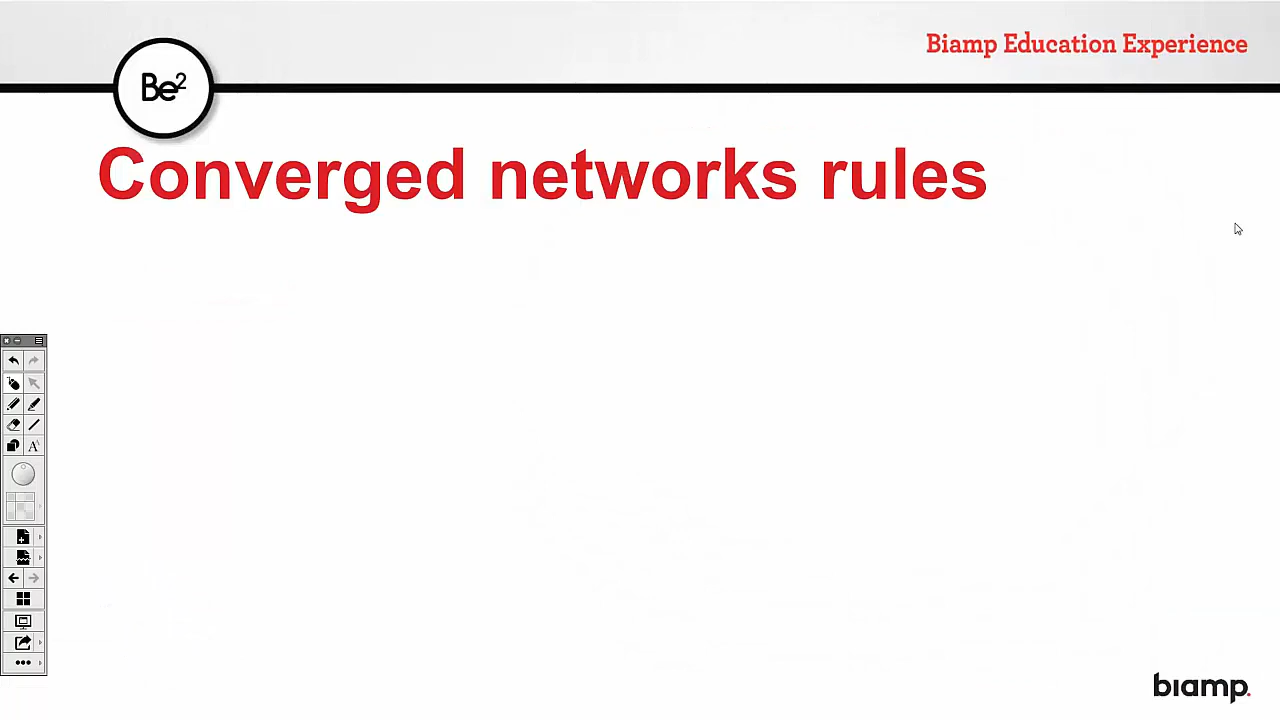 Biamp Education Experience
Be²
Converged networks rules
A
biamp.